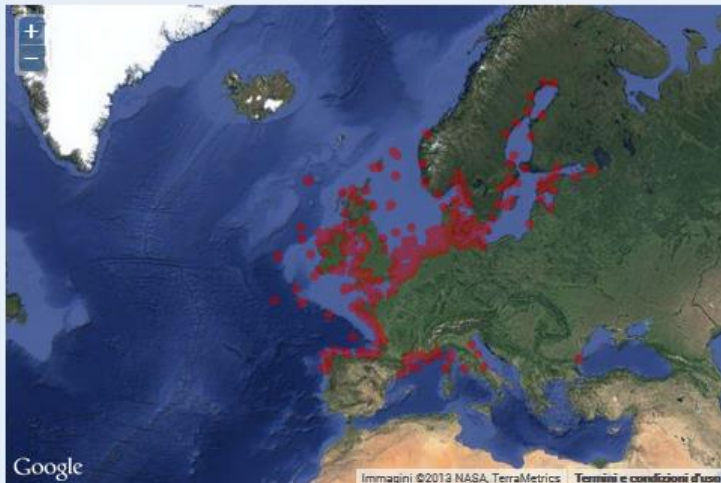 +
−
Google
Immagini ©2013 NASA, TerraMetrics Termini e condizioni d'uso